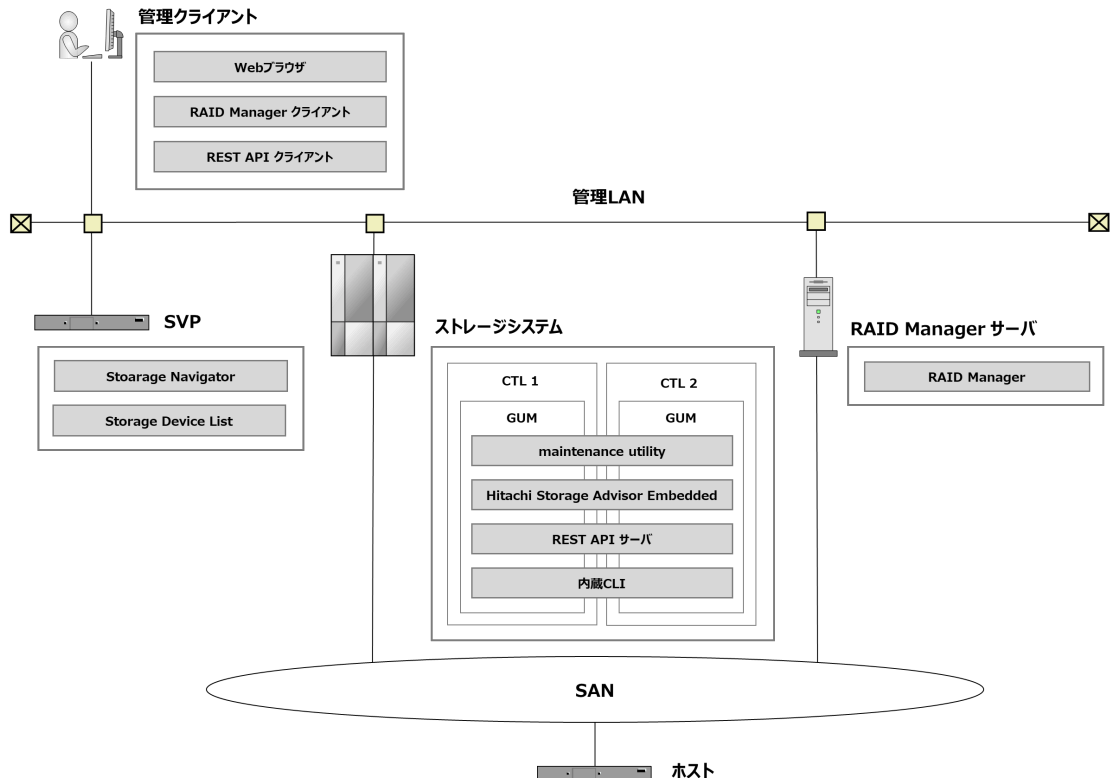 管理クライアント
Webブラウザ
RAID Manager クライアント
REST API クライアント
管理LAN
SVP
Stoarage Navigator
Storage Device List
ストレージシステム
CTL 1
CTL 2
GUM
GUM
maintenance utility
Hitachi Storage Advisor Embedded
REST API サーバ
内蔵CLI
RAID Manager サーバ
RAID Manager
SAN
ホスト